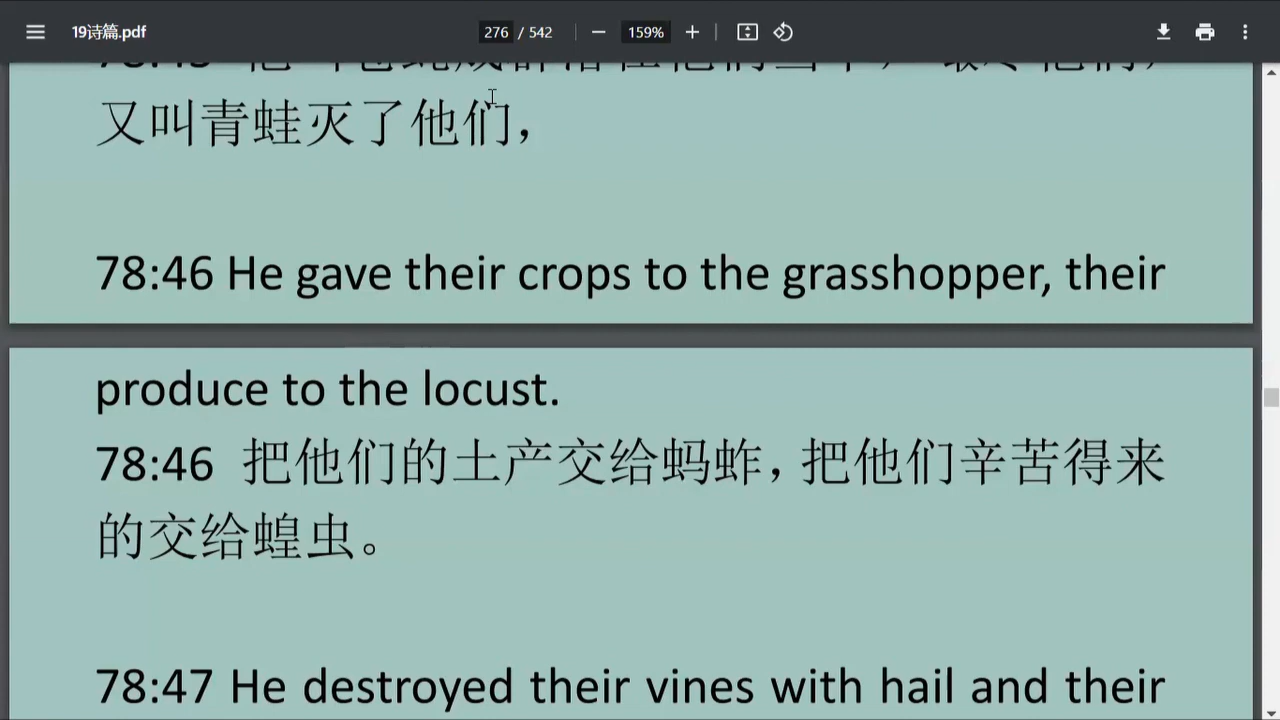 19诗篇.pdf
276 / 542
159%
又叫青蛙灭了他们，
78:46 He gave their crops to the grasshopper, their
produce to the locust.
78:46 把他们的土产交给蚂蚱，把他们辛苦得来
的交给蝗虫。
78:47 He destroyed their vines with hail and their